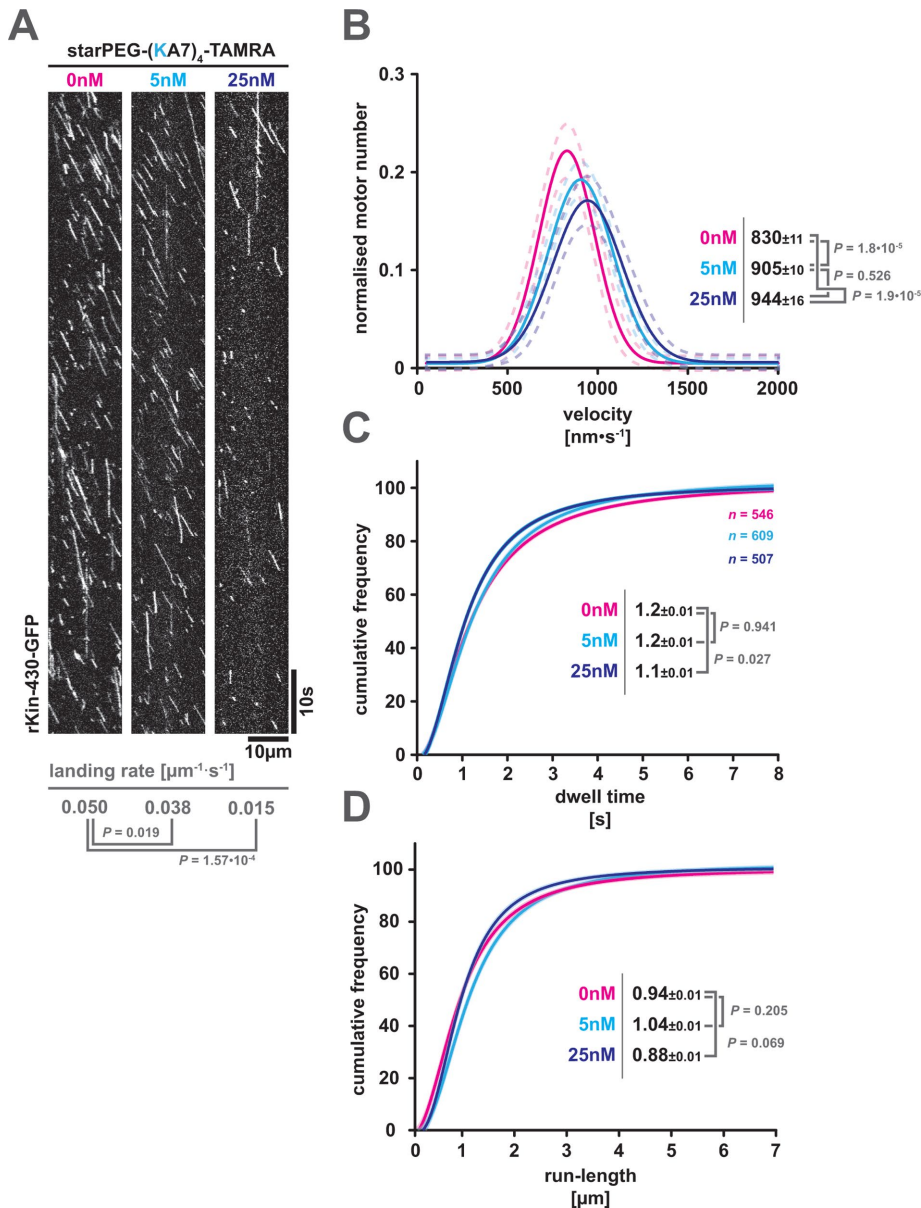 A
starPEG-(KA7)₄-TAMRA
0nM 5nM 25nM
rKin-430-GFP
10s
10µm
landing rate [µm⁻¹·s⁻¹]
0.050 0.038 0.015
P = 0.019
P = 1.57•10⁻⁴
B
normalised motor number
0.3
0.2
0.1
0
0 500 1000 1500 2000
velocity
[nm•s⁻¹]
0nM 830±11
5nM 905±10
25nM 944±16
P = 1.8•10⁻⁵
P = 0.526
P = 1.9•10⁻⁵
C
cumulative frequency
100
80
60
40
20
0
0 1 2 3 4 5 6 7 8
dwell time
[s]
n = 546
n = 609
n = 507
0nM 1.2±0.01
5nM 1.2±0.01
25nM 1.1±0.01
P = 0.941
P = 0.027
D
cumulative frequency
100
80
60
40
20
0
0 1 2 3 4 5 6 7
run-length
[µm]
0nM 0.94±0.01
5nM 1.04±0.01
25nM 0.88±0.01
P = 0.205
P = 0.069